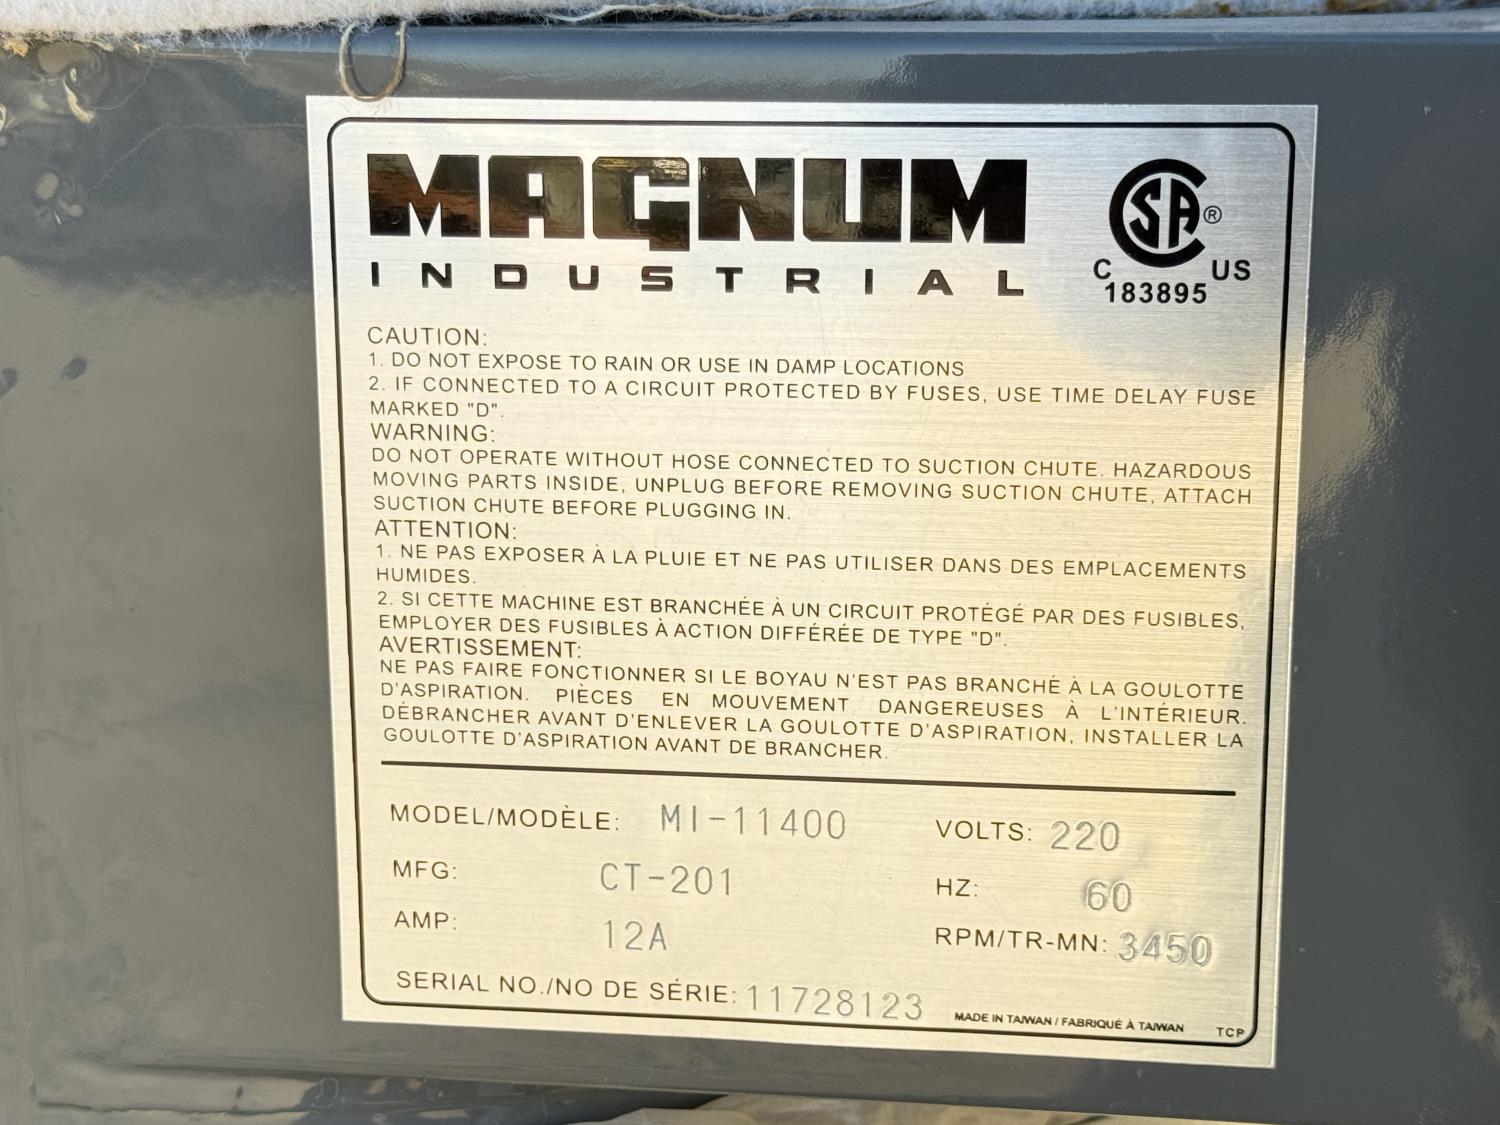 MAGNUM
INDUSTRIAL
CSA®
C US
183895
CAUTION:
1. DO NOT EXPOSE TO RAIN OR USE IN DAMP LOCATIONS
2. IF CONNECTED TO A CIRCUIT PROTECTED BY FUSES, USE TIME DELAY FUSE
MARKED "D".
WARNING:
DO NOT OPERATE WITHOUT HOSE CONNECTED TO SUCTION CHUTE. HAZARDOUS
MOVING PARTS INSIDE, UNPLUG BEFORE REMOVING SUCTION CHUTE, ATTACH
SUCTION CHUTE BEFORE PLUGGING IN.
ATTENTION:
1. NE PAS EXPOSER À LA PLUIE ET NE PAS UTILISER DANS DES EMPLACEMENTS
HUMIDES.
2. SI CETTE MACHINE EST BRANCHÉE À UN CIRCUIT PROTÉGÉ PAR DES FUSIBLES,
EMPLOYER DES FUSIBLES À ACTION DIFFÉRÉE DE TYPE "D".
AVERTISSEMENT:
NE PAS FAIRE FONCTIONNER SI LE BOYAU N'EST PAS BRANCHÉ À LA GOULOTTE
D'ASPIRATION. PIÈCES EN MOUVEMENT DANGEREUSES À L'INTÉRIEUR.
DÉBRANCHER AVANT D'ENLEVER LA GOULOTTE D'ASPIRATION, INSTALLER LA
GOULOTTE D'ASPIRATION AVANT DE BRANCHER.
MODEL/MODÈLE: MI-11400 VOLTS: 220
MFG: CT-201 HZ: 60
AMP: 12A RPM/TR-MN: 3450
SERIAL NO./NO DE SÉRIE: 11728123 MADE IN TAIWAN / FABRIQUÉ À TAIWAN TCP